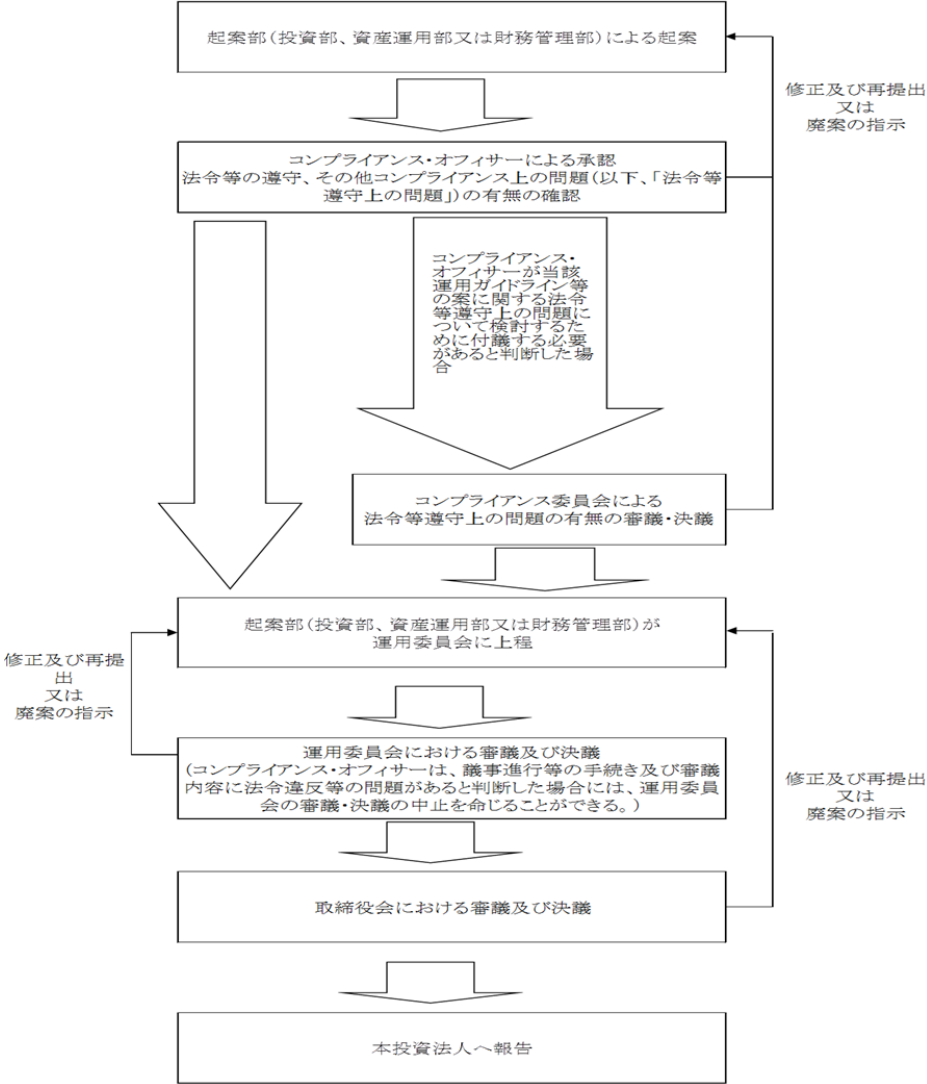 起案部(投資部、資産運用部又は財務管理部)による起案
修正及び再提出
又は
廃案の指示
コンプライアンス・オフィサーによる承認
法令等の遵守、その他コンプライアンス上の問題(以下、「法令等
遵守上の問題」)の有無の確認
コンプライアンス・
オフィサーが当該
運用ガイドライン等
の案に関する法令
等遵守上の問題に
ついて検討するた
めに付議する必要
があると判断した場
合
コンプライアンス委員会による
法令等遵守上の問題の有無の審議・決議
起案部(投資部、資産運用部又は財務管理部)が
運用委員会に上程
修正及び再提
出
又は
廃案の指示
運用委員会における審議及び決議
(コンプライアンス・オフィサーは、議事進行等の手続き及び審議
内容に法令違反等の問題があると判断した場合には、運用委員
会の審議・決議の中止を命じることができる。)
修正及び再提出
又は
廃案の指示
取締役会における審議及び決議
本投資法人へ報告